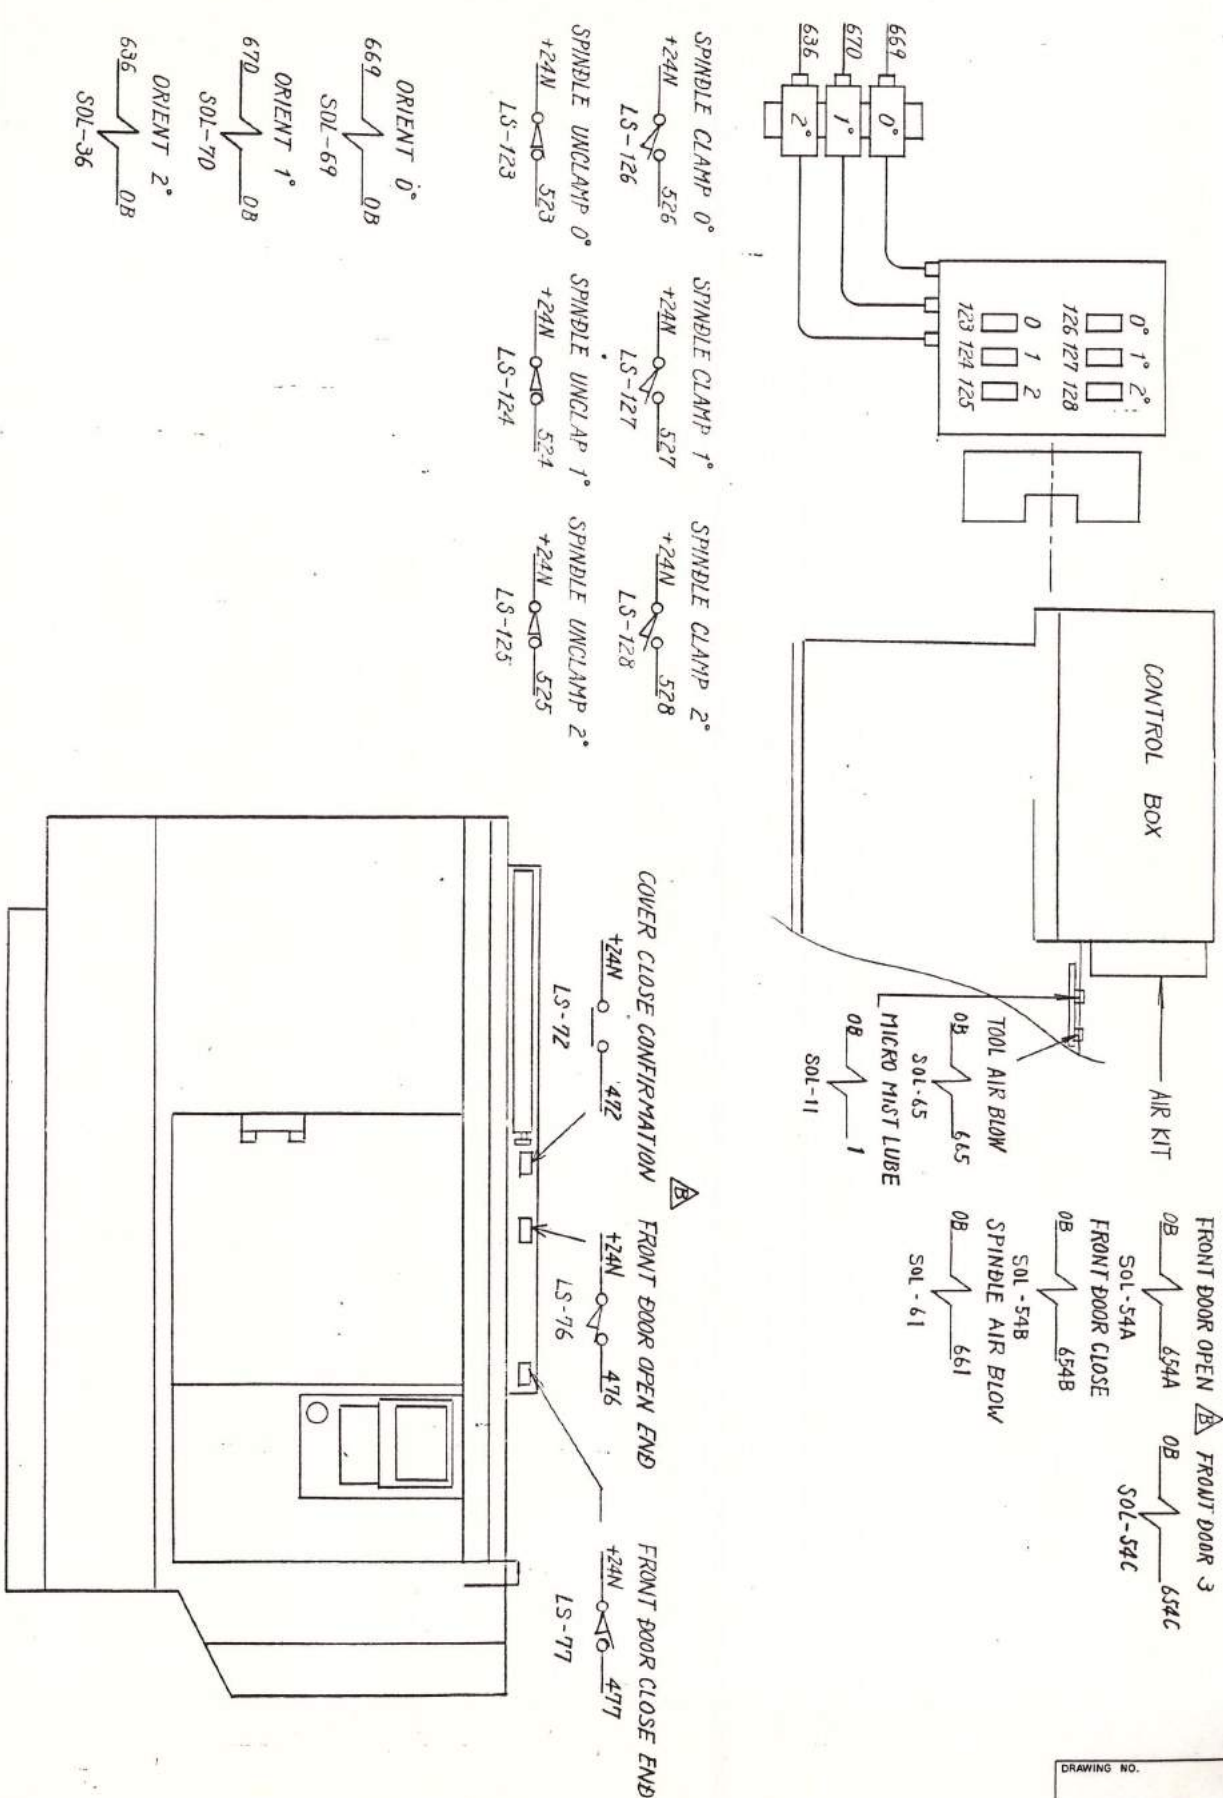 669
670
636
0°
1°
2°
0° 1° 2°
126 127 128
0 1 2
123 124 125
CONTROL BOX
AIR KIT
TOOL AIR BLOW
0B 665
SOL-65
MICRO MIST LUBE
0B 1
SOL-11
FRONT DOOR OPEN
0B 654A
SOL-54A
FRONT DOOR CLOSE
0B 654B
SOL-54B
SPINDLE AIR BLOW
0B 661
SOL-61
B
FRONT DOOR 3
0B 654C
SOL-54C
SPINDLE CLAMP 0°
+24N 526
LS-126
SPINDLE CLAMP 1°
+24N 527
LS-127
SPINDLE CLAMP 2°
+24N 528
LS-128
SPINDLE UNCLAMP 0°
+24N 523
LS-123
SPINDLE UNCLAP 1°
+24N 524
LS-124
SPINDLE UNCLAMP 2°
+24N 525
LS-125
ORIENT 0°
669 0B
SOL-69
ORIENT 1°
670 0B
SOL-70
ORIENT 2°
636 0B
SOL-36
B
COVER CLOSE CONFIRMATION
+24N 472
LS-72
FRONT DOOR OPEN END
+24N 476
LS-76
FRONT DOOR CLOSE END
+24N 477
LS-77
DRAWING NO.